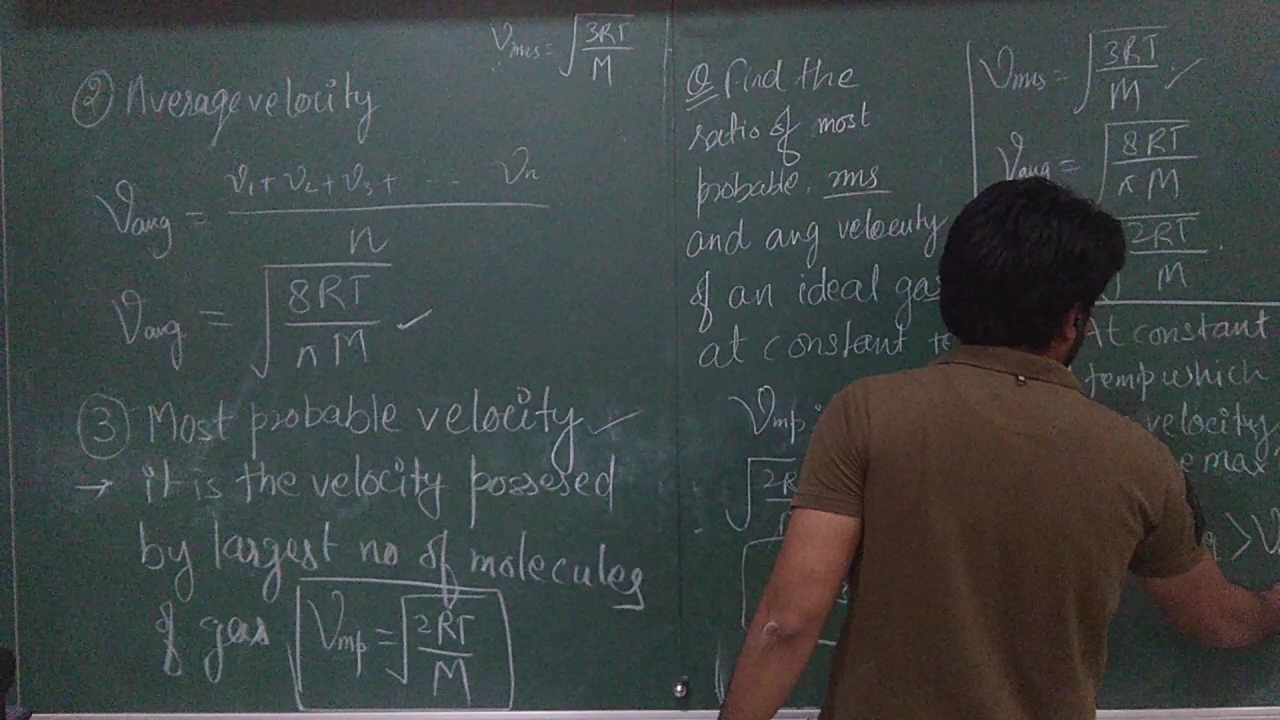 Vrms = √3RT/M
② Average velocity
Vavg = v1 + v2 + v3 + ... vn / n
Vavg = √8RT/πM ✓
③ Most probable velocity ✓
→ it is the velocity possesed
by largest no of molecules
of gas Vmp = √2RT/M
Q Find the
ratio of most
probable, rms
and avg velocity
of an ideal gas
at constant
Vmp
Vrms = √3RT/M ✓
Vavg = √8RT/πM
2RT/M
At constant
temp which
velocity
max
> V